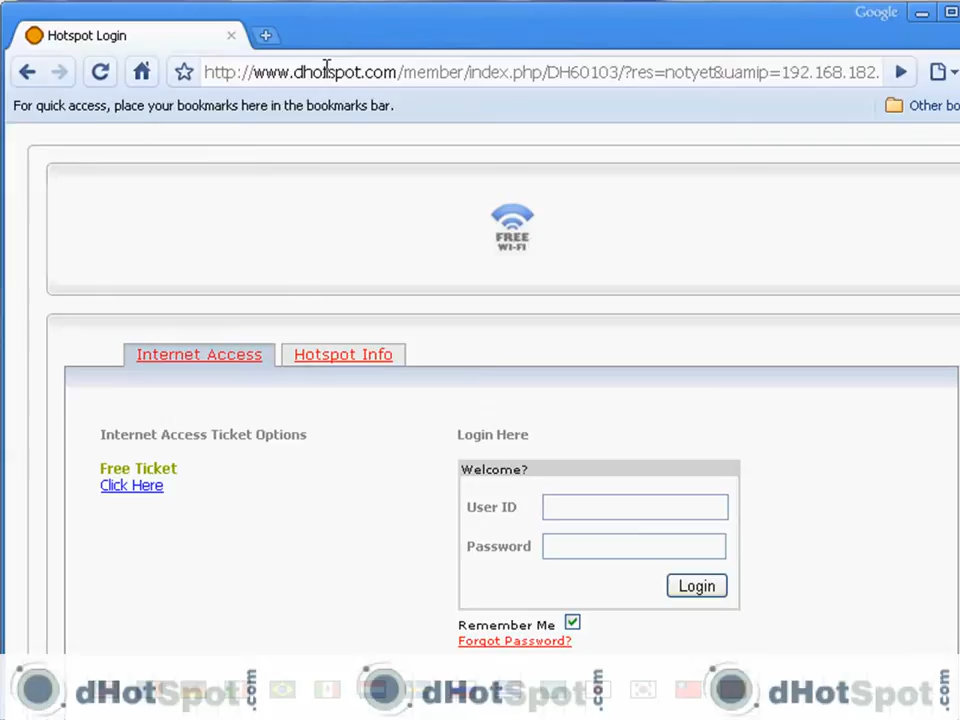 Google
Hotspot Login
http://www.dhotspot.com/member/index.php/DH60103/?res=notyet&uamip=192.168.182.
For quick access, place your bookmarks here in the bookmarks bar.
Other bo
FREE
WI-FI
Internet Access
Hotspot Info
Internet Access Ticket Options
Free Ticket
Click Here
Login Here
Welcome?
User ID
Password
Login
Remember Me
Forgot Password?
dHotSpot.com dHotSpot.com dHotSpot.com